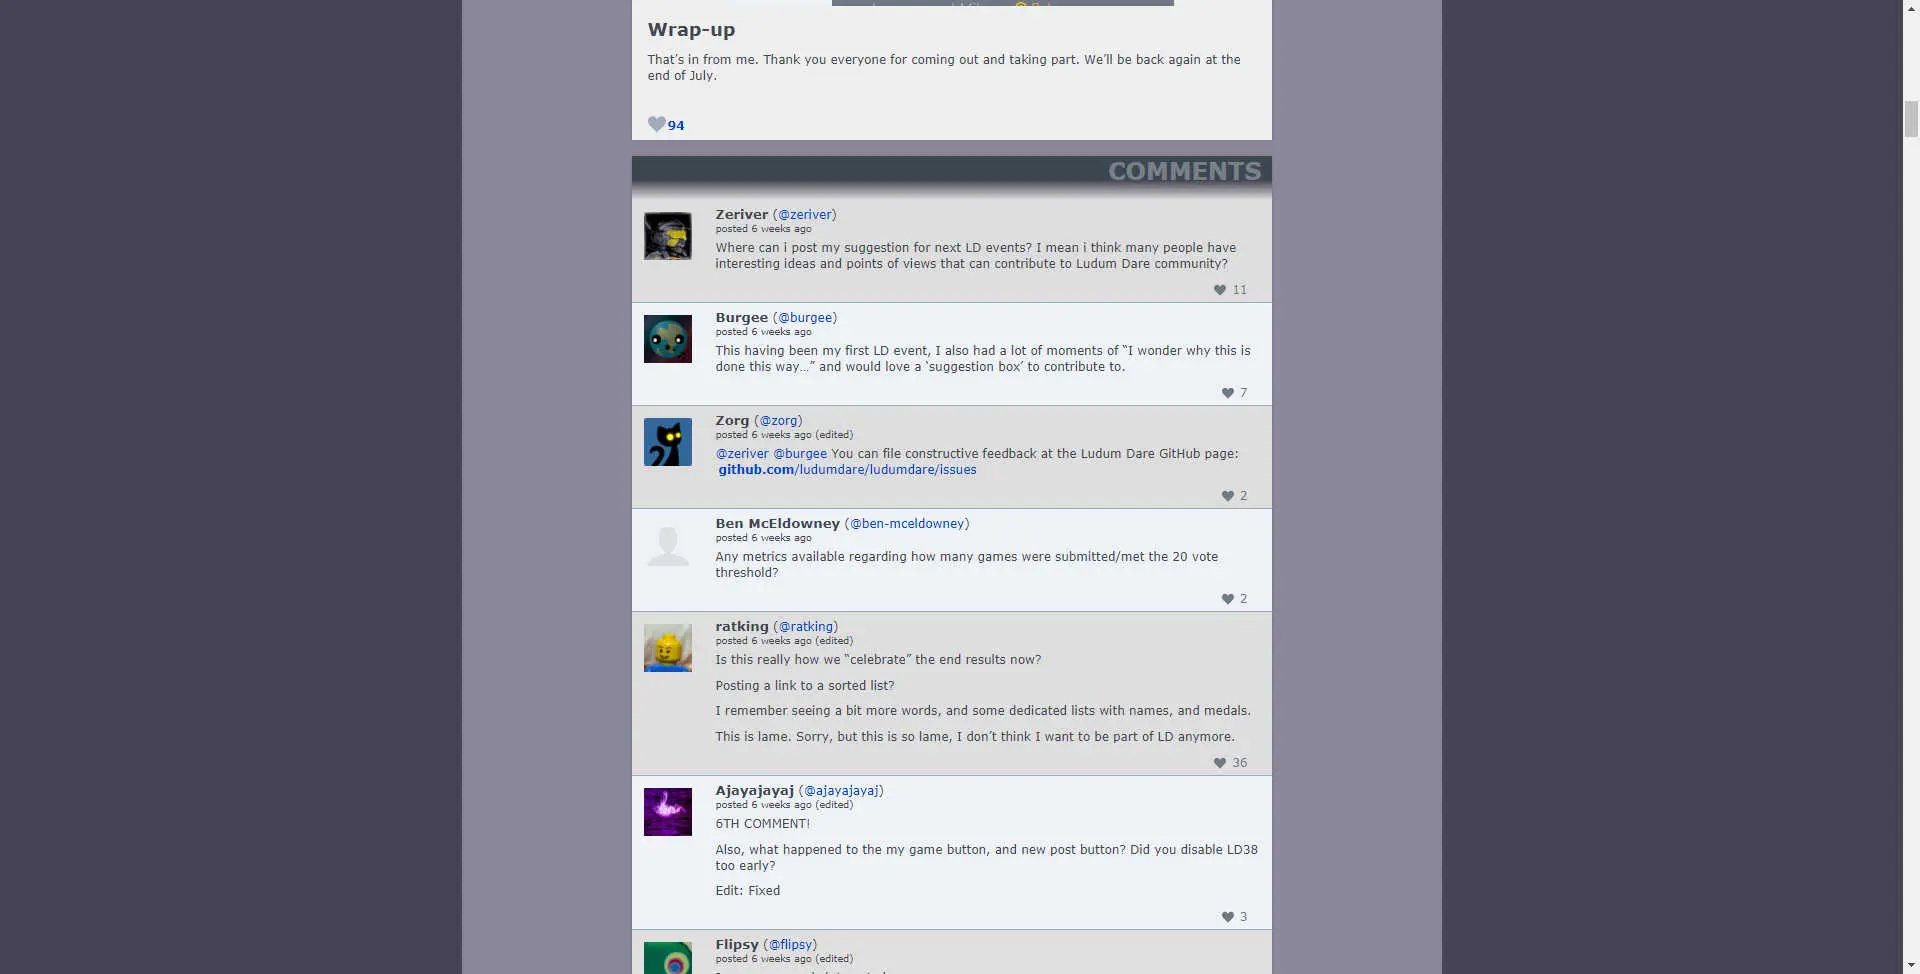 Wrap-up
That’s in from me. Thank you everyone for coming out and taking part. We’ll be back again at the
end of July.
94
COMMENTS
Zeriver (@zeriver)
posted 6 weeks ago
Where can i post my suggestion for next LD events? I mean i think many people have
interesting ideas and points of views that can contribute to Ludum Dare community?
11
Burgee (@burgee)
posted 6 weeks ago
This having been my first LD event, I also had a lot of moments of “I wonder why this is
done this way…” and would love a ‘suggestion box’ to contribute to.
7
Zorg (@zorg)
posted 6 weeks ago (edited)
@zeriver @burgee You can file constructive feedback at the Ludum Dare GitHub page:
github.com/ludumdare/ludumdare/issues
2
Ben McEldowney (@ben-mceldowney)
posted 6 weeks ago
Any metrics available regarding how many games were submitted/met the 20 vote
threshold?
2
ratking (@ratking)
posted 6 weeks ago (edited)
Is this really how we “celebrate” the end results now?
Posting a link to a sorted list?
I remember seeing a bit more words, and some dedicated lists with names, and medals.
This is lame. Sorry, but this is so lame, I don’t think I want to be part of LD anymore.
36
Ajayajayaj (@ajayajayaj)
posted 6 weeks ago (edited)
6TH COMMENT!
Also, what happened to the my game button, and new post button? Did you disable LD38
too early?
Edit: Fixed
3
Flipsy (@flipsy)
posted 6 weeks ago (edited)